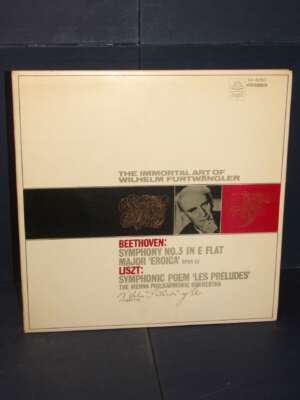 THE IMMORTAL ART OF
WILHELM FURTWÄNGLER
BEETHOVEN:
SYMPHONY NO.3 IN E FLAT
MAJOR 'EROICA' OPUS 55
LISZT:
SYMPHONIC POEM 'LES PRELUDES'
THE VIENNA PHILHARMONIC ORCHESTRA